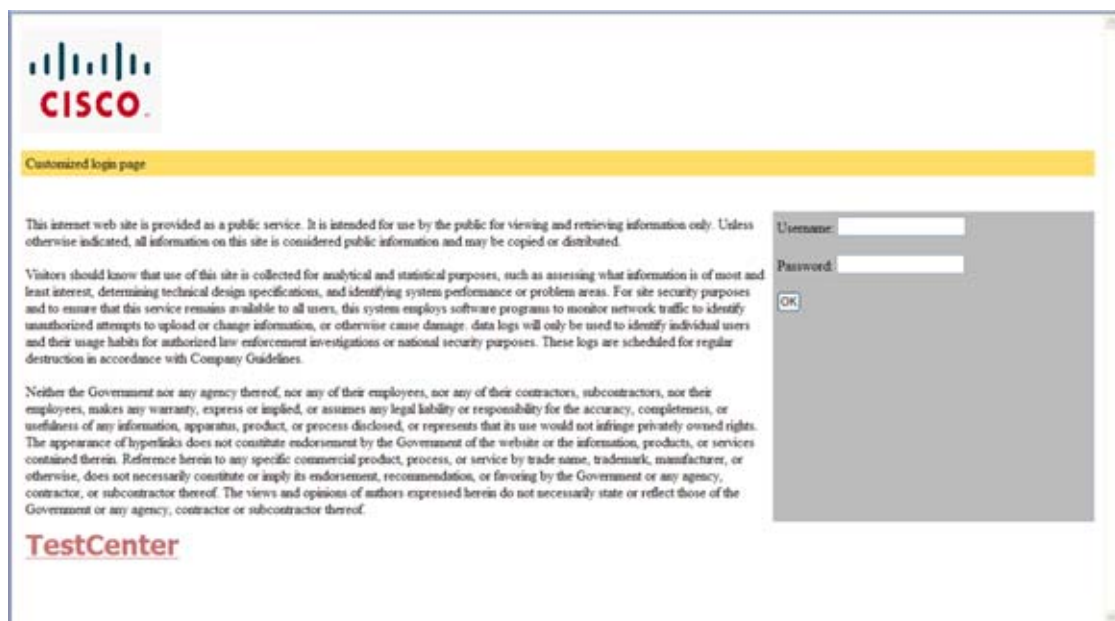 CISCO.
Customized login page
This internet web site is provided as a public service. It is intended for use by the public for viewing and retrieving information only. Unless
otherwise indicated, all information on this site is considered public information and may be copied or distributed.
Username:
Visitors should know that use of this site is collected for analytical and statistical purposes, such as assessing what information is of most and
least interest, determining technical design specifications, and identifying system performance or problem areas. For site security purposes
and to ensure that this service remains available to all users, this system employs software programs to monitor network traffic to identify
unauthorized attempts to upload or change information, or otherwise cause damage. data logs will only be used to identify individual users
and their usage habits for authorized law enforcement investigations or national security purposes. These logs are scheduled for regular
destruction in accordance with Company Guidelines.
Password:
OK
Neither the Government nor any agency thereof, nor any of their employees, nor any of their contractors, subcontractors, nor their
employees, makes any warranty, express or implied, or assumes any legal liability or responsibility for the accuracy, completeness, or
usefulness of any information, apparatus, product, or process disclosed, or represents that its use would not infringe privately owned rights.
The appearance of hyperlinks does not constitute endorsement by the Government of the website or the information, products, or services
contained therein. Reference herein to any specific commercial product, process, or service by trade name, trademark, manufacturer, or
otherwise, does not necessarily constitute or imply its endorsement, recommendation, or favoring by the Government or any agency,
contractor, or subcontractor thereof. The views and opinions of authors expressed herein do not necessarily state or reflect those of the
Government or any agency, contractor or subcontractor thereof.
TestCenter